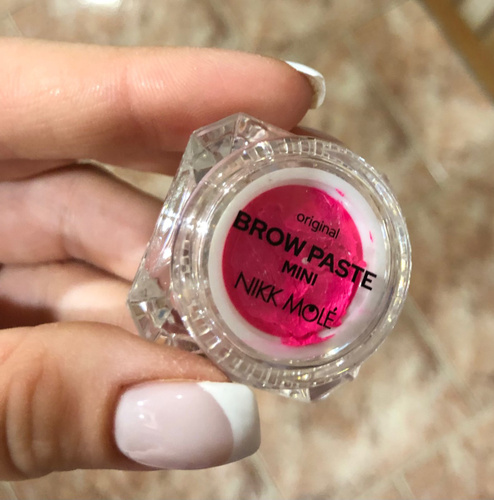 original
BROW PASTE
MINI
NIKK MOLÉ